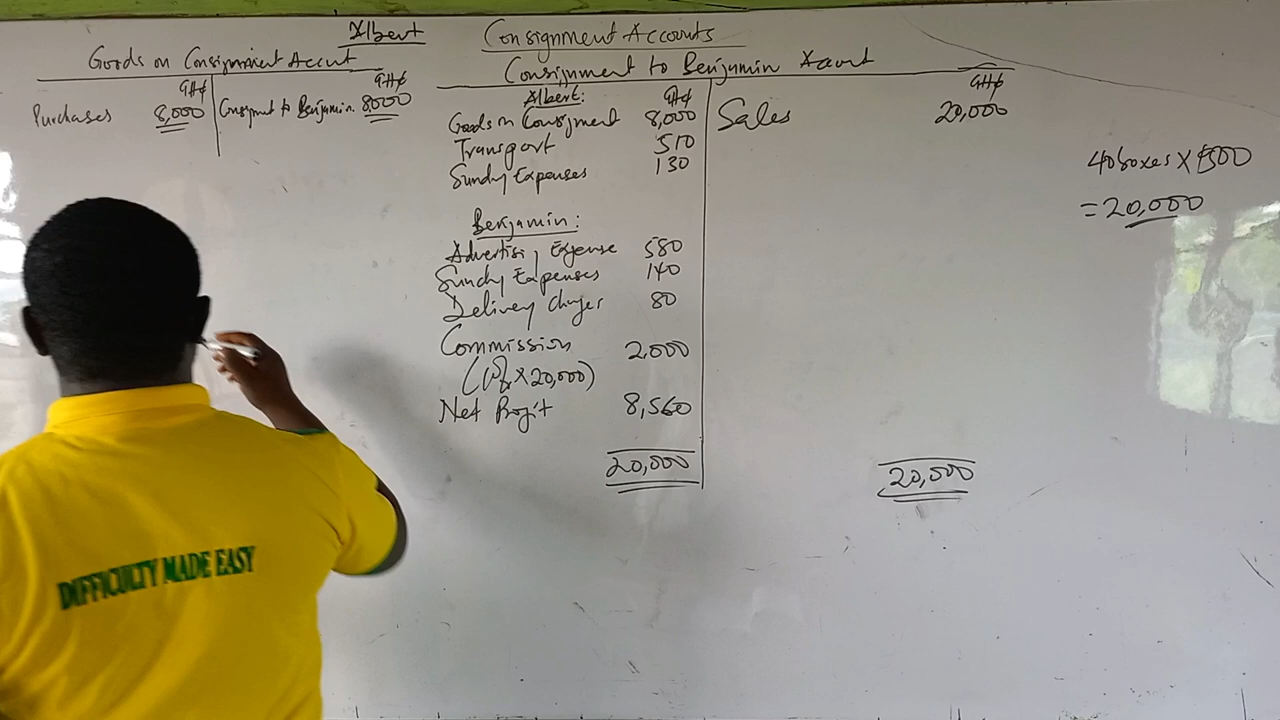 Albert
Consignment Accounts
Goods on Consignment Account
GH¢ GH¢
Purchases 8,000 Consigment to Benjamin 8,000
Consignment to Benjamin Account
Albert: GH¢ GH¢
Goods on Consignment 8,000 Sales 20,000
Transport 510
Sundry Expenses 130
Benjamin:
Advertising Expense 580
Sundry Expenses 140
Delivery Charges 80
Commission 2,000
(10% X 20,000)
Net Profit 8,560
20,000 20,000
40 boxes X ¢500
= 20,000
DIFFICULTY MADE EASY